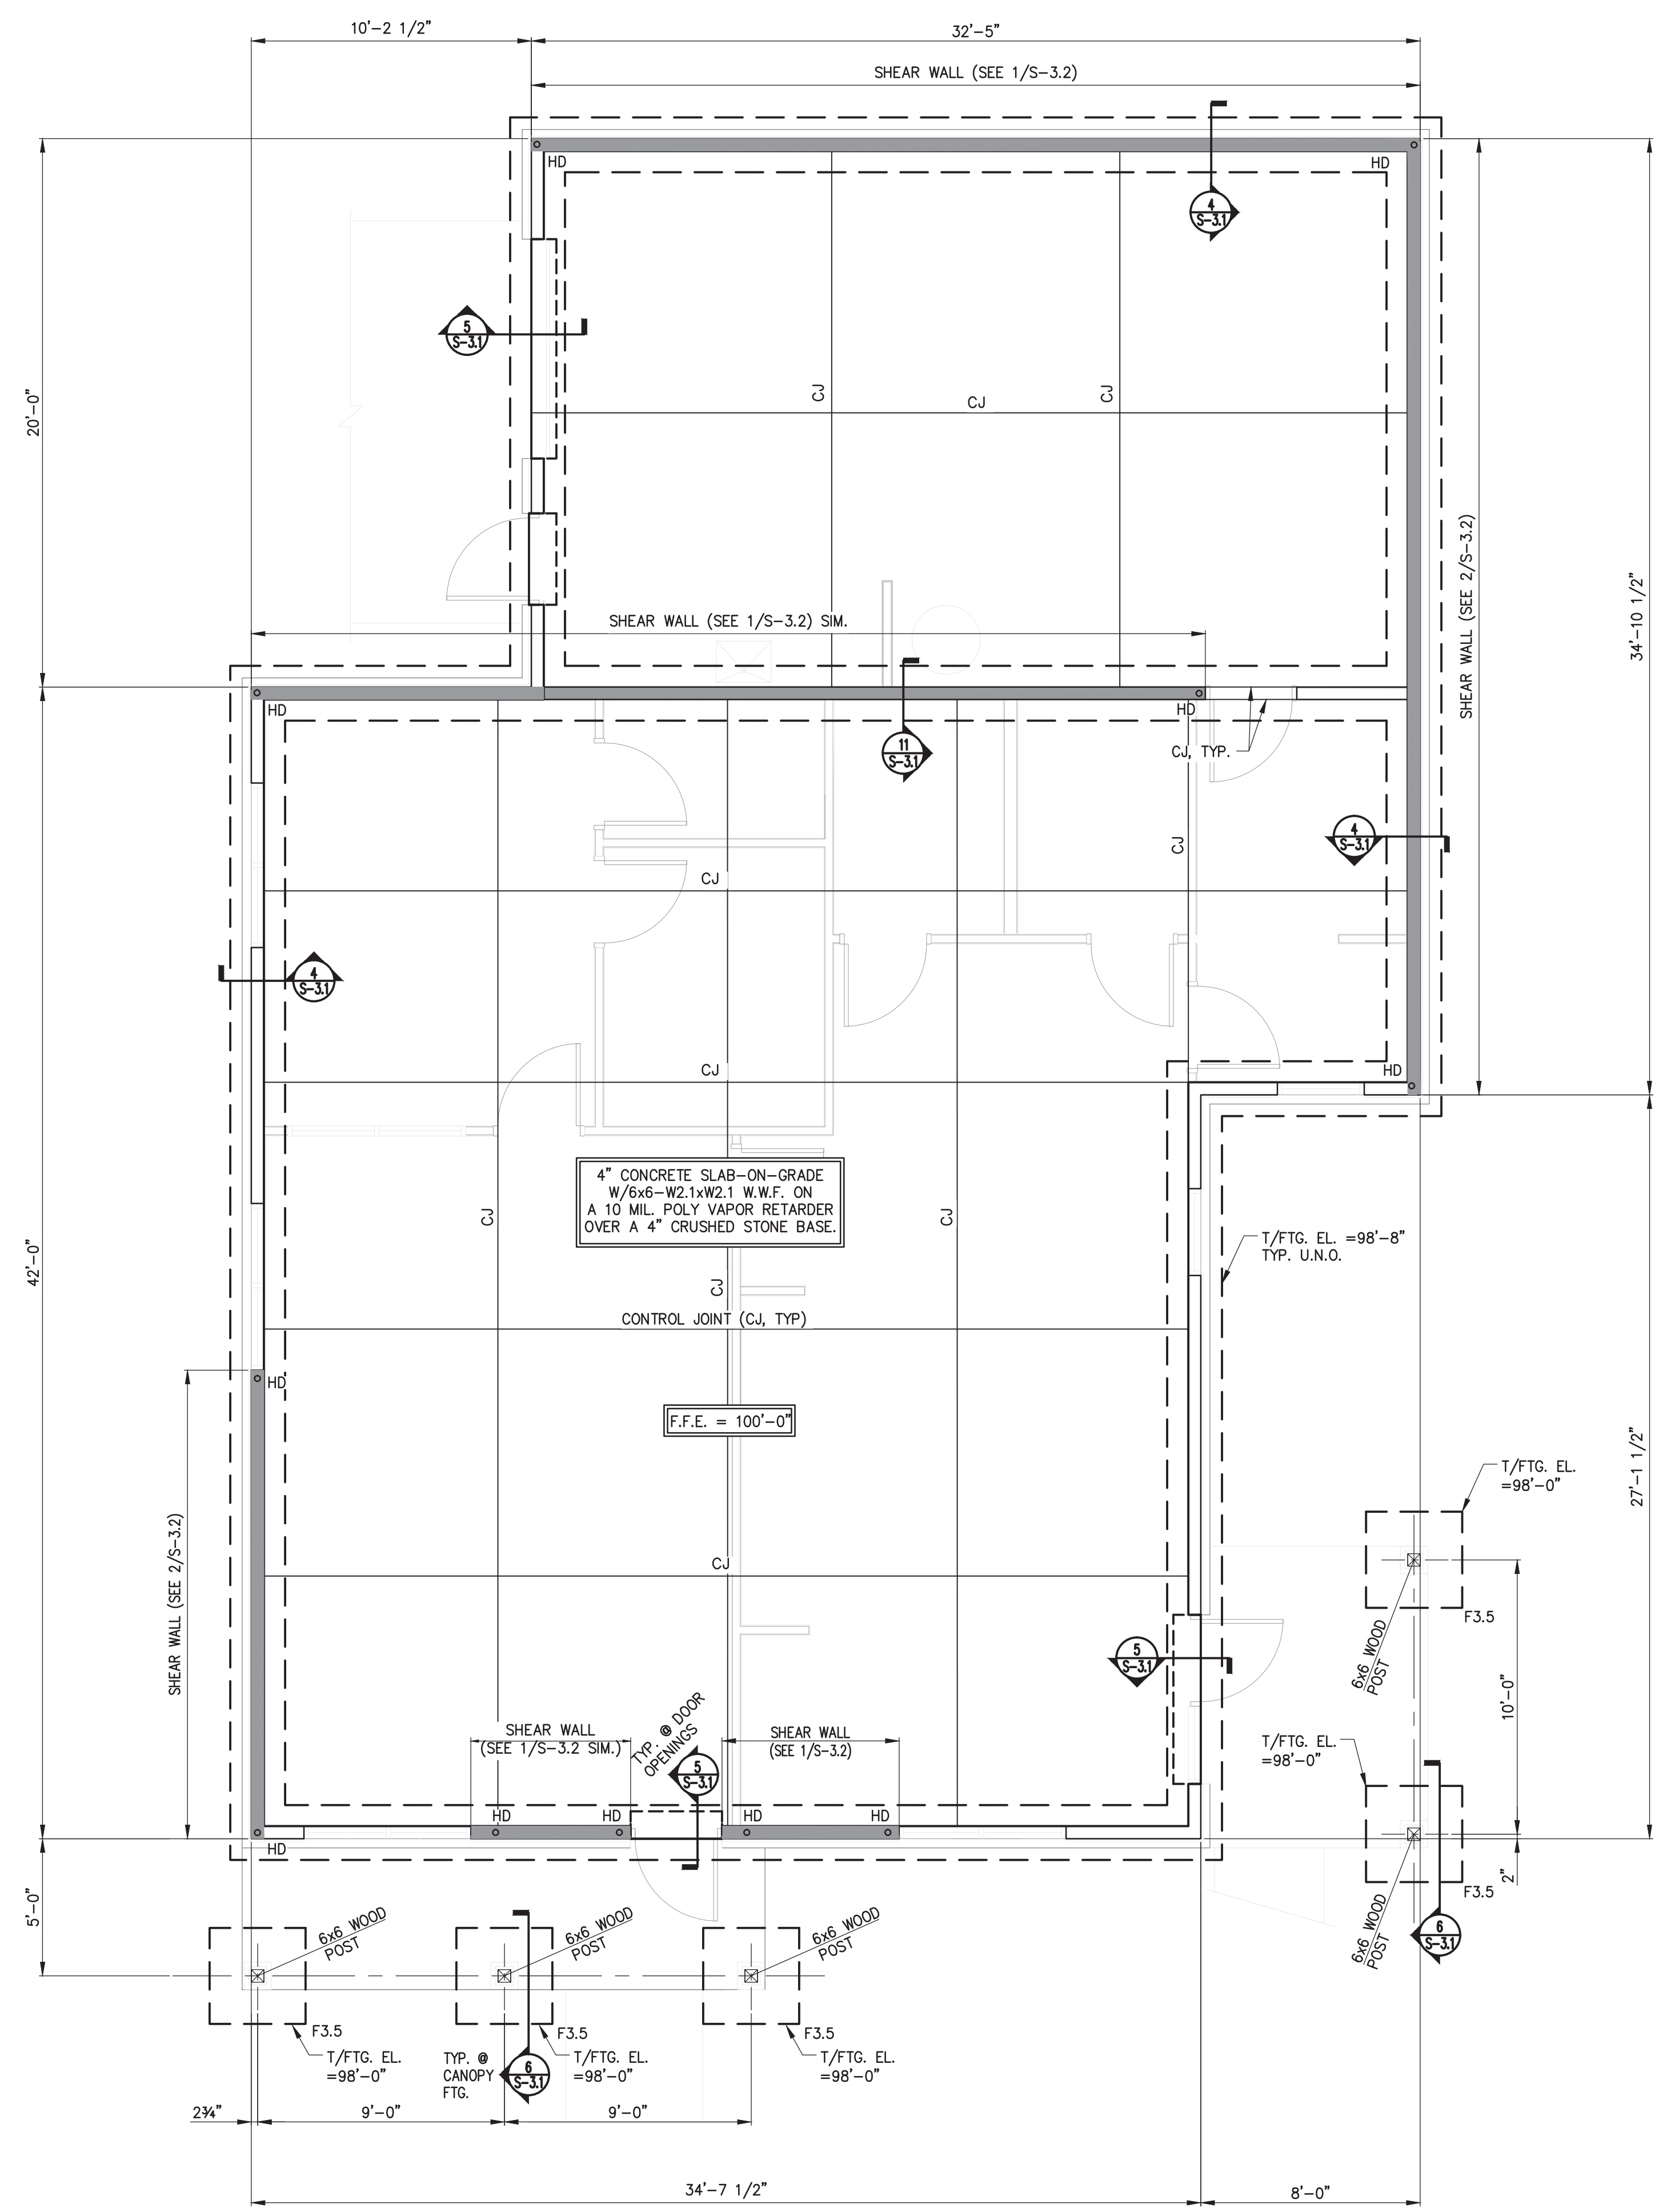 10'-2 1/2"
32'-5"
SHEAR WALL (SEE 1/S-3.2)
HD
HD
4
S-3.1
5
S-3.1
CJ
CJ
CJ
20'-0"
SHEAR WALL (SEE 2/S-3.2)
34'-10 1/2"
SHEAR WALL (SEE 1/S-3.2) SIM.
HD
HD
11
S-3.1
CJ, TYP.
4
S-3.1
CJ
CJ
4
S-3.1
CJ
HD
4" CONCRETE SLAB-ON-GRADE
W/6x6-W2.1xW2.1 W.W.F. ON
A 10 MIL. POLY VAPOR RETARDER
OVER A 4" CRUSHED STONE BASE.
CJ
CJ
CJ
T/FTG. EL. =98'-8"
TYP. U.N.O.
42'-0"
CONTROL JOINT (CJ, TYP)
HD
F.F.E. = 100'-0"
27'-1 1/2"
T/FTG. EL.
=98'-0"
SHEAR WALL (SEE 2/S-3.2)
CJ
F3.5
6x6 WOOD
POST
5
S-3.1
10'-0"
SHEAR WALL
(SEE 1/S-3.2 SIM.)
TYP. @ DOOR
OPENINGS
SHEAR WALL
(SEE 1/S-3.2)
5
S-3.1
T/FTG. EL.
=98'-0"
HD
HD
HD
HD
HD
2"
F3.5
6x6 WOOD
POST
6
S-3.1
5'-0"
6x6 WOOD
POST
6x6 WOOD
POST
6x6 WOOD
POST
F3.5
T/FTG. EL.
=98'-0"
F3.5
T/FTG. EL.
=98'-0"
F3.5
T/FTG. EL.
=98'-0"
TYP. @
CANOPY
FTG.
6
S-3.1
2¾"
9'-0"
9'-0"
34'-7 1/2"
8'-0"